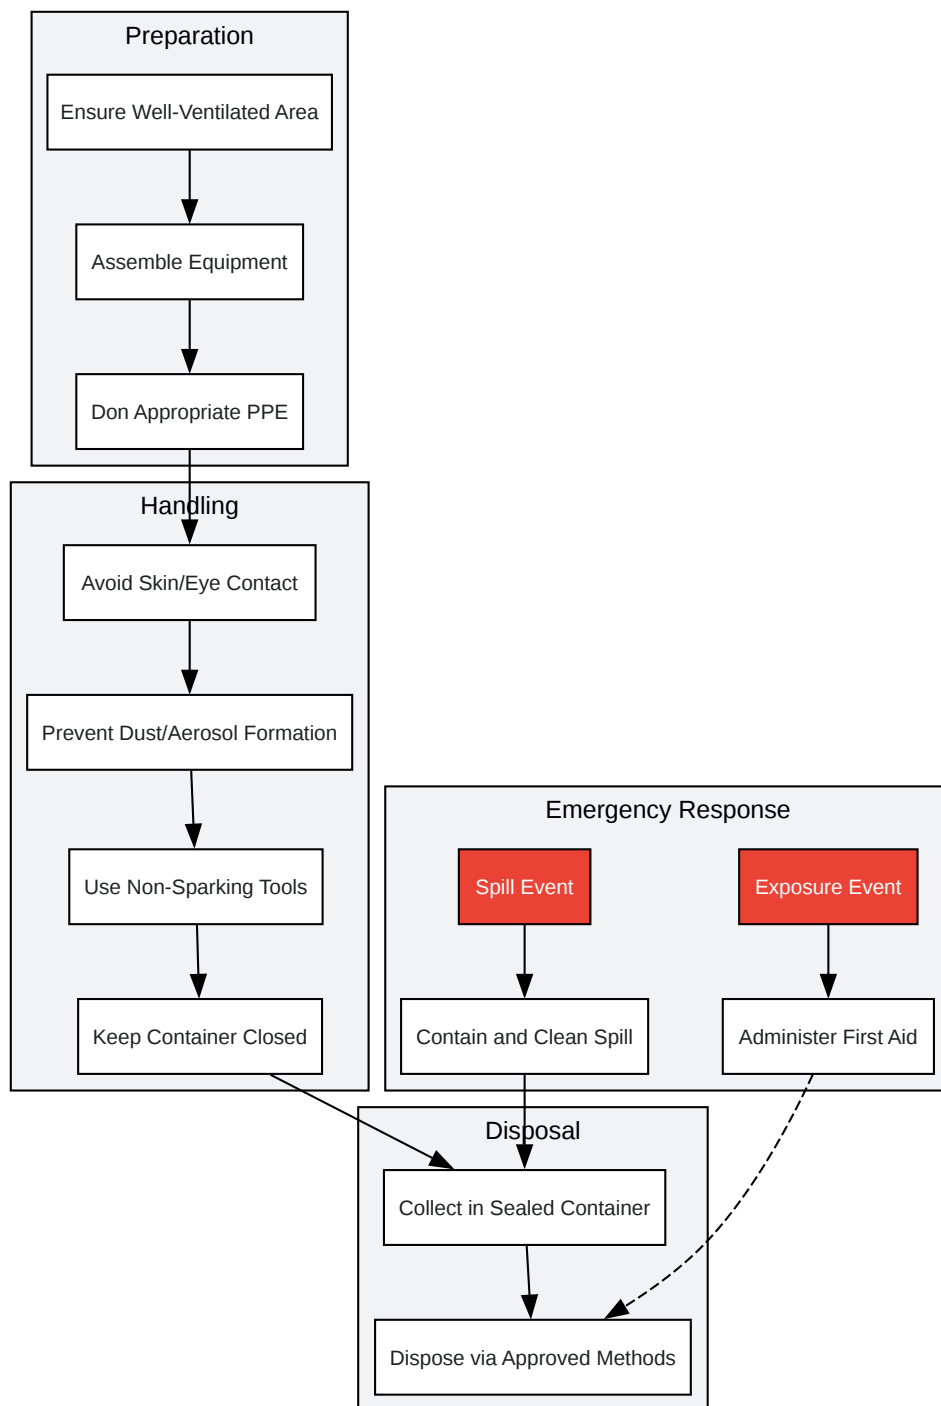 Preparation
Ensure Well-Ventilated Area
Assemble Equipment
Don Appropriate PPE
Handling
Avoid Skin/Eye Contact
Prevent Dust/Aerosol Formation
Use Non-Sparking Tools
Keep Container Closed
Emergency Response
Spill Event
Exposure Event
Contain and Clean Spill
Administer First Aid
Disposal
Collect in Sealed Container
Dispose via Approved Methods